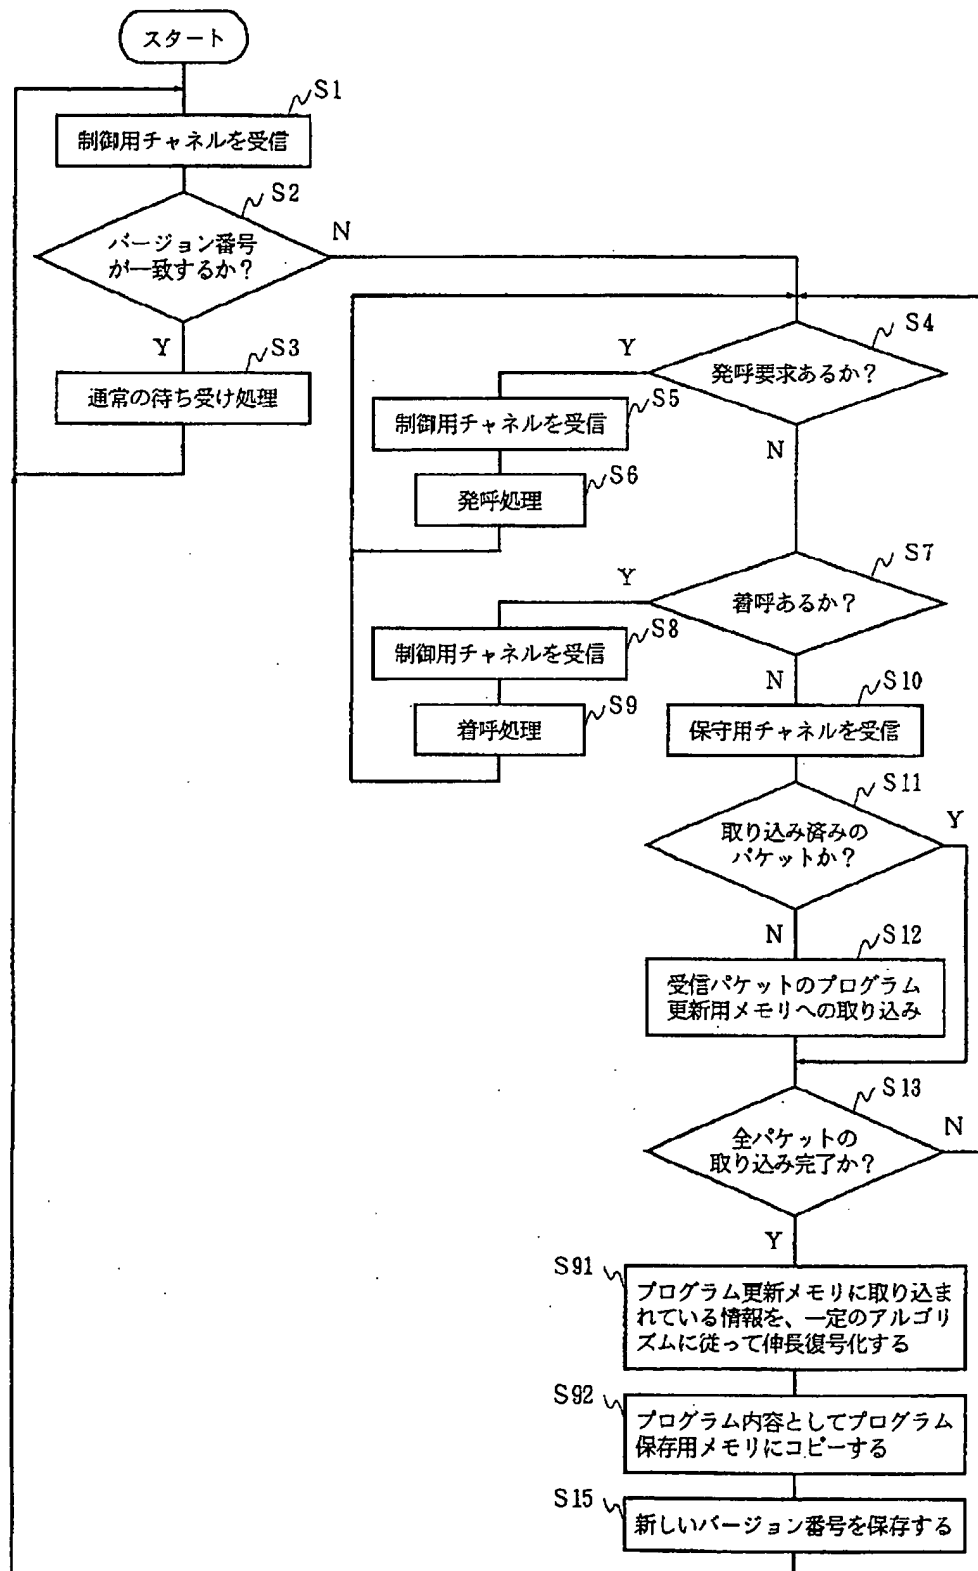 スタート
S1
制御用チャネルを受信
S2
バージョン番号
が一致するか?
N
Y
S3
通常の待ち受け処理
S4
発呼要求あるか?
Y
S5
制御用チャネルを受信
N
S6
発呼処理
S7
着呼あるか?
Y
S8
制御用チャネルを受信
N
S9
着呼処理
S10
保守用チャネルを受信
S11
取り込み済みの
パケットか?
Y
N
S12
受信パケットのプログラム
更新用メモリへの取り込み
S13
全パケットの
取り込み完了か?
N
Y
S91
プログラム更新メモリに取り込ま
れている情報を、一定のアルゴリ
ズムに従って伸長復号化する
S92
プログラム内容としてプログラム
保存用メモリにコピーする
S15
新しいバージョン番号を保存する